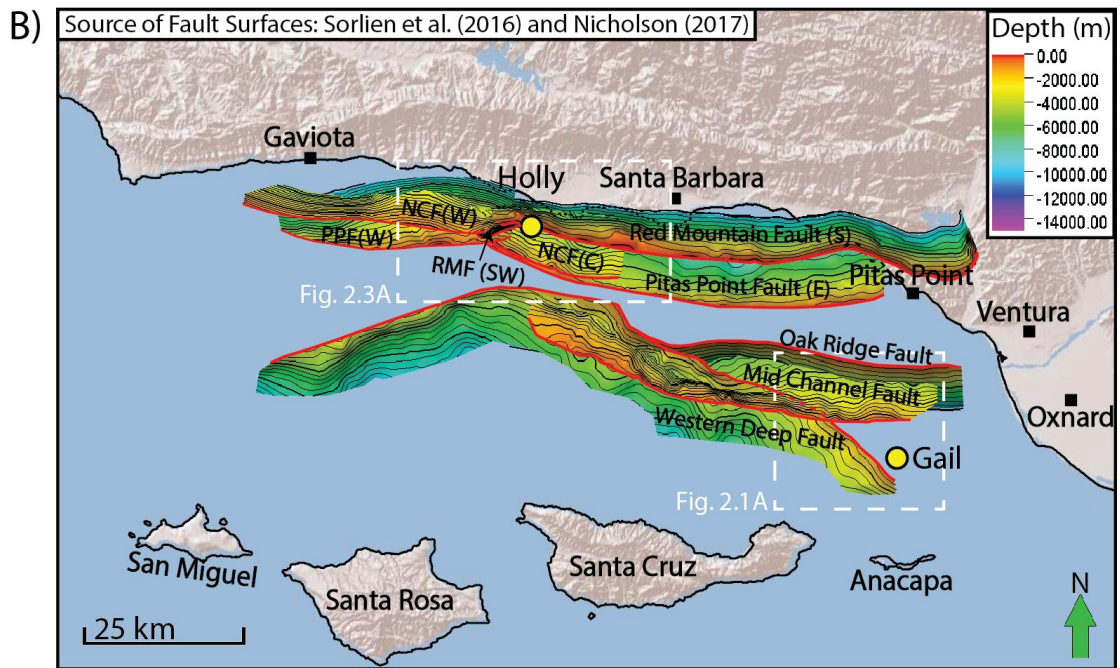 B)
Source of Fault Surfaces: Sorlien et al. (2016) and Nicholson (2017)
Depth (m)
0.00
-2000.00
-4000.00
-6000.00
-8000.00
-10000.00
-12000.00
-14000.00
Gaviota
Holly
Santa Barbara
NCF(W)
PPF(W)
Red Mountain Fault (S)
RMF (SW)
NCF(C)
Pitas Point Fault (E)
Pitas Point
Fig. 2.3A
Ventura
Oak Ridge Fault
Mid Channel Fault
Oxnard
Western Deep Fault
Gail
Fig. 2.1A
San Miguel
Santa Rosa
Santa Cruz
Anacapa
N
25 km